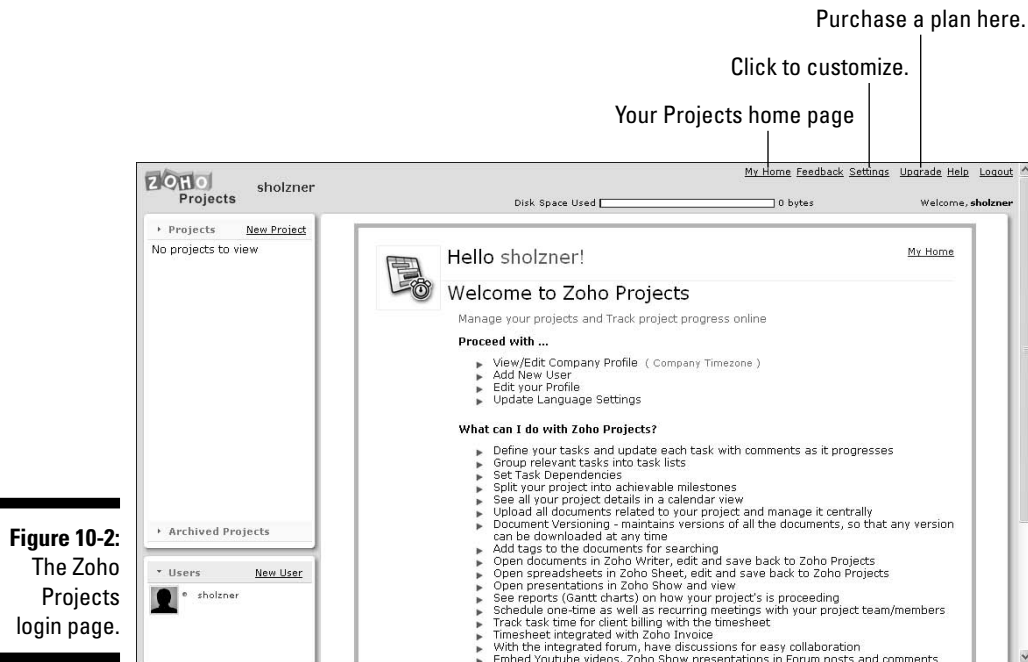 Purchase a plan here.
Click to customize.
Your Projects home page
ZOHO
Projects
sholzner
My Home Feedback Settings Upgrade Help Logout
Disk Space Used 0 bytes
Welcome, sholzner
Projects New Project
No projects to view
Archived Projects
Users New User
sholzner
Hello sholzner!
My Home
Welcome to Zoho Projects
Manage your projects and Track project progress online
Proceed with ...
View/Edit Company Profile ( Company Timezone )
Add New User
Edit your Profile
Update Language Settings
What can I do with Zoho Projects?
Define your tasks and update each task with comments as it progresses
Group relevant tasks into task lists
Set Task Dependencies
Split your project into achievable milestones
See all your project details in a calendar view
Upload all documents related to your project and manage it centrally
Document Versioning - maintains versions of all the documents, so that any version
can be downloaded at any time
Add tags to the documents for searching
Open documents in Zoho Writer, edit and save back to Zoho Projects
Open spreadsheets in Zoho Sheet, edit and save back to Zoho Projects
Open presentations in Zoho Show and view
See reports (Gantt charts) on how your project's is proceeding
Schedule one-time as well as recurring meetings with your project team/members
Track task time for client billing with the timesheet
Timesheet integrated with Zoho Invoice
With the integrated forum, have discussions for easy collaboration
Embed Youtube videos, Zoho Show presentations in Forum posts and comments
Figure 10-2:
The Zoho
Projects
login page.